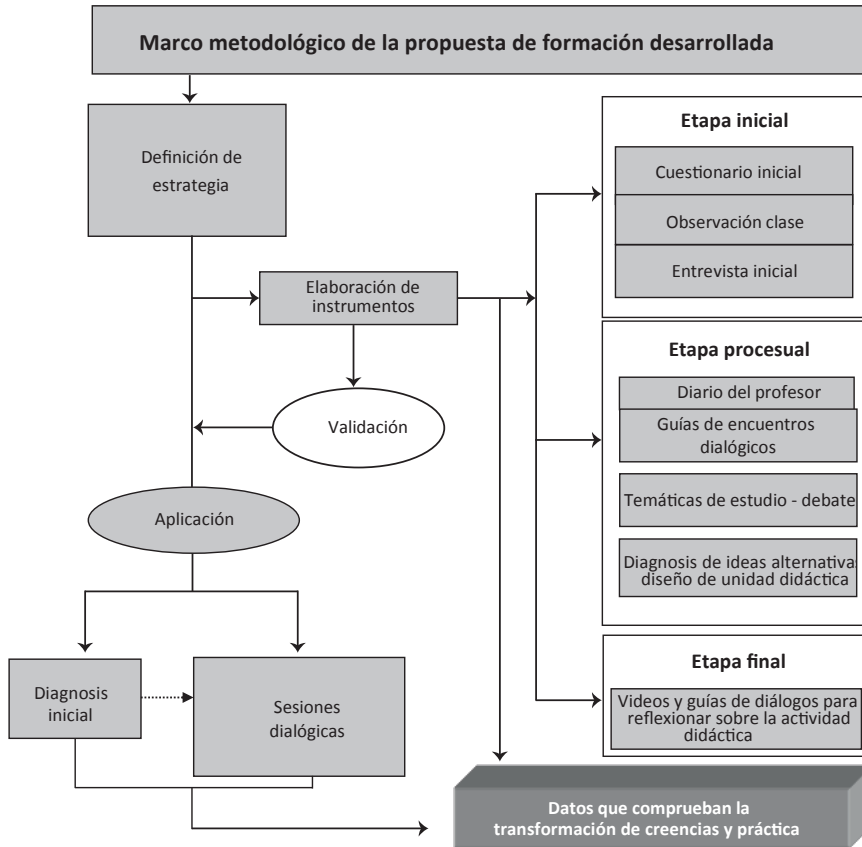 Marco metodológico de la propuesta de formación desarrollada
Definición de
estrategia
Elaboración de
instrumentos
Validación
Aplicación
Diagnosis
inicial
Sesiones
dialógicas
Etapa inicial
Cuestionario inicial
Observación clase
Entrevista inicial
Etapa procesual
Diario del profesor
Guías de encuentros
dialógicos
Temáticas de estudio - debate
Diagnosis de ideas alternativas
diseño de unidad didáctica
Etapa final
Videos y guías de diálogos para
reflexionar sobre la actividad
didáctica
Datos que comprueban la
transformación de creencias y práctica